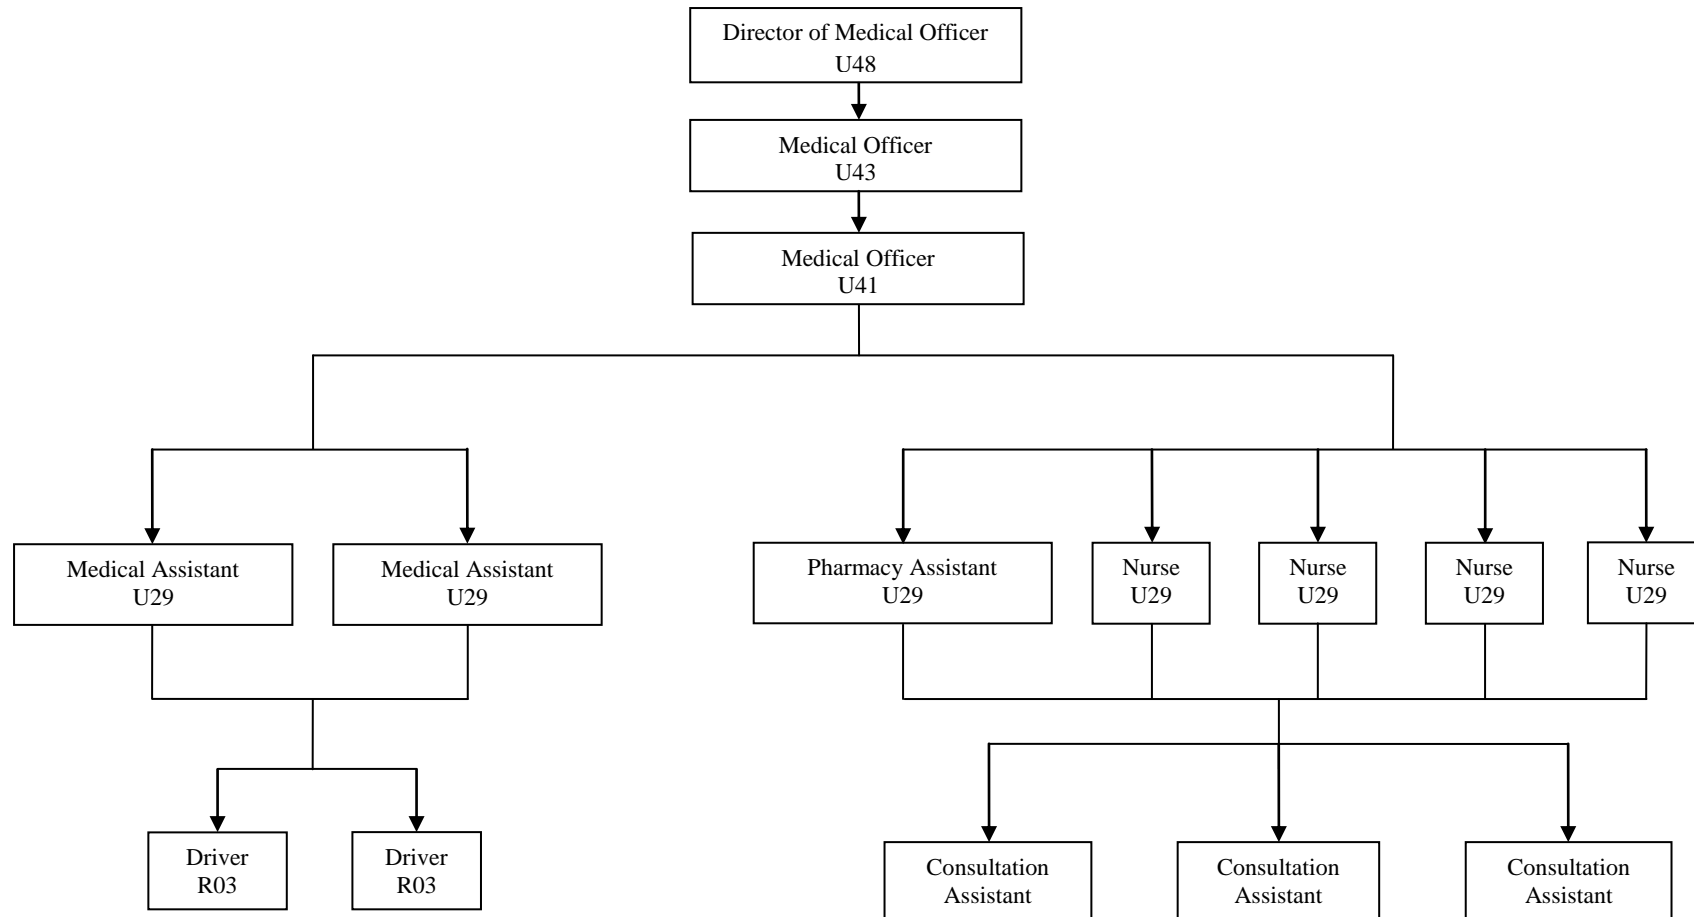 Director of Medical Officer
U48
Medical Officer
U43
Medical Officer
U41
Medical Assistant
U29
Medical Assistant
U29
Pharmacy Assistant
U29
Nurse
U29
Nurse
U29
Nurse
U29
Nurse
U29
Driver
R03
Driver
R03
Consultation
Assistant
Consultation
Assistant
Consultation
Assistant